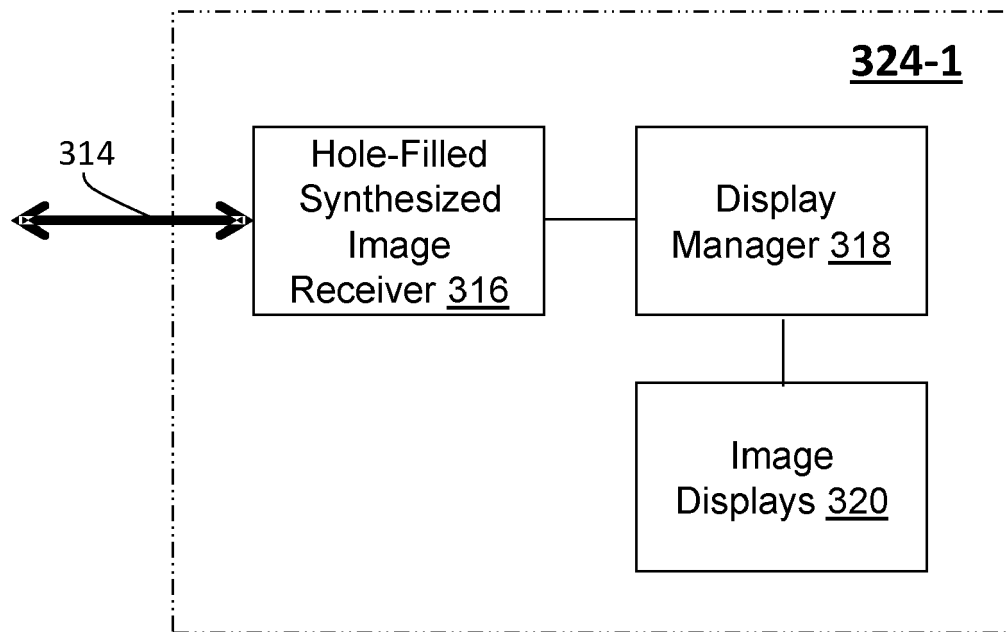 324-1
314
Hole-Filled
Synthesized
Image
Receiver 316
Display
Manager 318
Image
Displays 320